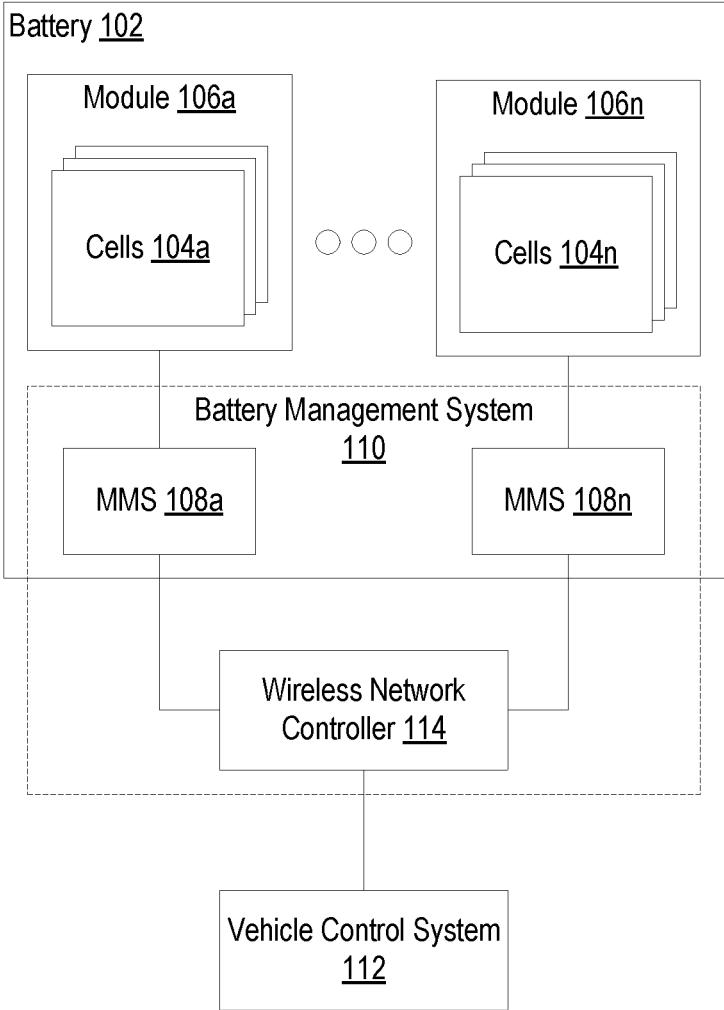 Battery 102
Module 106a
Module 106n
Cells 104a
Cells 104n
Battery Management System
110
MMS 108a
MMS 108n
Wireless Network
Controller 114
Vehicle Control System
112